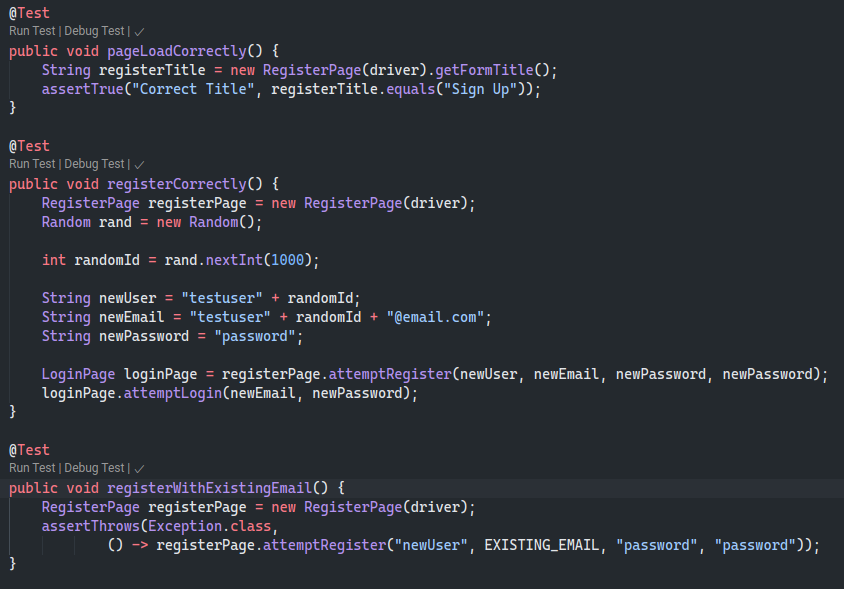 @Test
Run Test | Debug Test | ✓
public void pageLoadCorrectly() {
    String registerTitle = new RegisterPage(driver).getFormTitle();
    assertTrue("Correct Title", registerTitle.equals("Sign Up"));
}
@Test
Run Test | Debug Test | ✓
public void registerCorrectly() {
    RegisterPage registerPage = new RegisterPage(driver);
    Random rand = new Random();
    int randomId = rand.nextInt(1000);
    String newUser = "testuser" + randomId;
    String newEmail = "testuser" + randomId + "@email.com";
    String newPassword = "password";
    LoginPage loginPage = registerPage.attemptRegister(newUser, newEmail, newPassword, newPassword);
    loginPage.attemptLogin(newEmail, newPassword);
}
@Test
Run Test | Debug Test | ✓
public void registerWithExistingEmail() {
    RegisterPage registerPage = new RegisterPage(driver);
    assertThrows(Exception.class,
            () -> registerPage.attemptRegister("newUser", EXISTING_EMAIL, "password", "password"));
}